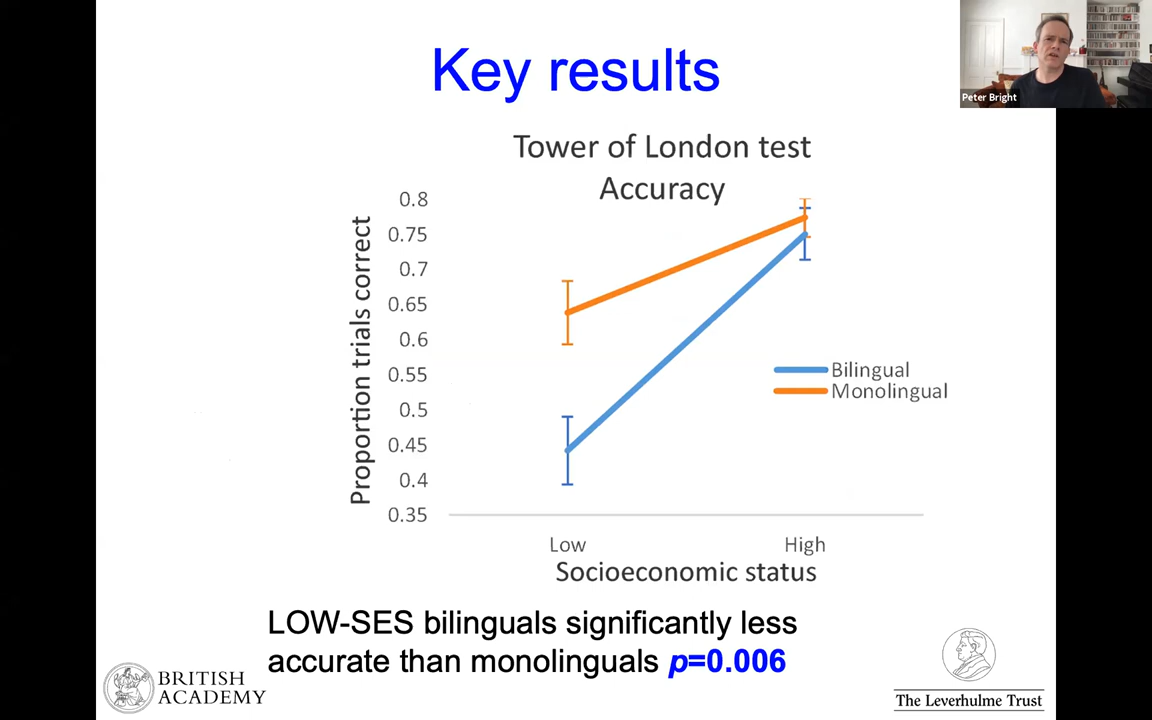 Key results
Peter Bright
Tower of London test
Accuracy
Proportion trials correct
0.8
0.75
0.7
0.65
0.6
0.55
0.5
0.45
0.4
0.35
Bilingual
Monolingual
Low
High
Socioeconomic status
LOW-SES bilinguals significantly less
accurate than monolinguals p=0.006
BRITISH
ACADEMY
The Leverhulme Trust